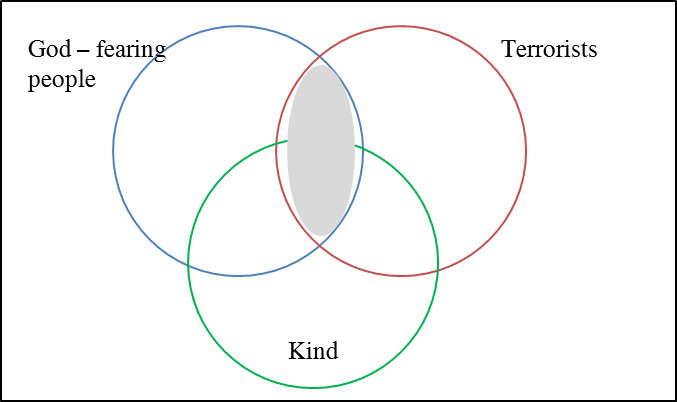 God – fearing
people
Terrorists
Kind